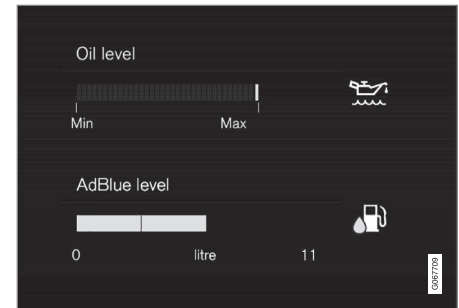 Oil level
Min Max
AdBlue level
0 litre 11
G067709